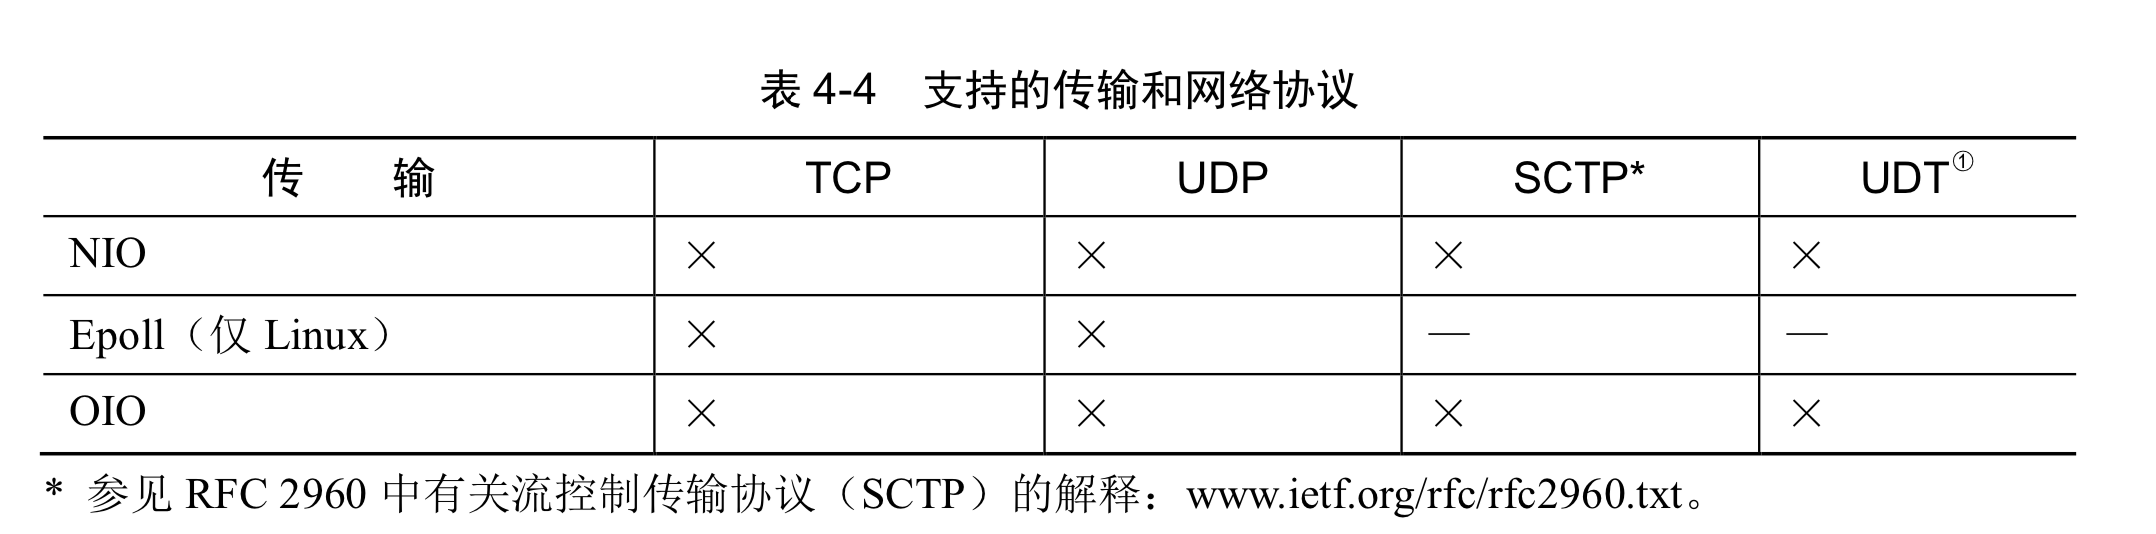 表 4-4 支持的传输和网络协议
传 输 TCP UDP SCTP* UDT①
NIO × × × ×
Epoll（仅 Linux） × × — —
OIO × × × ×
* 参见 RFC 2960 中有关流控制传输协议（SCTP）的解释：www.ietf.org/rfc/rfc2960.txt。